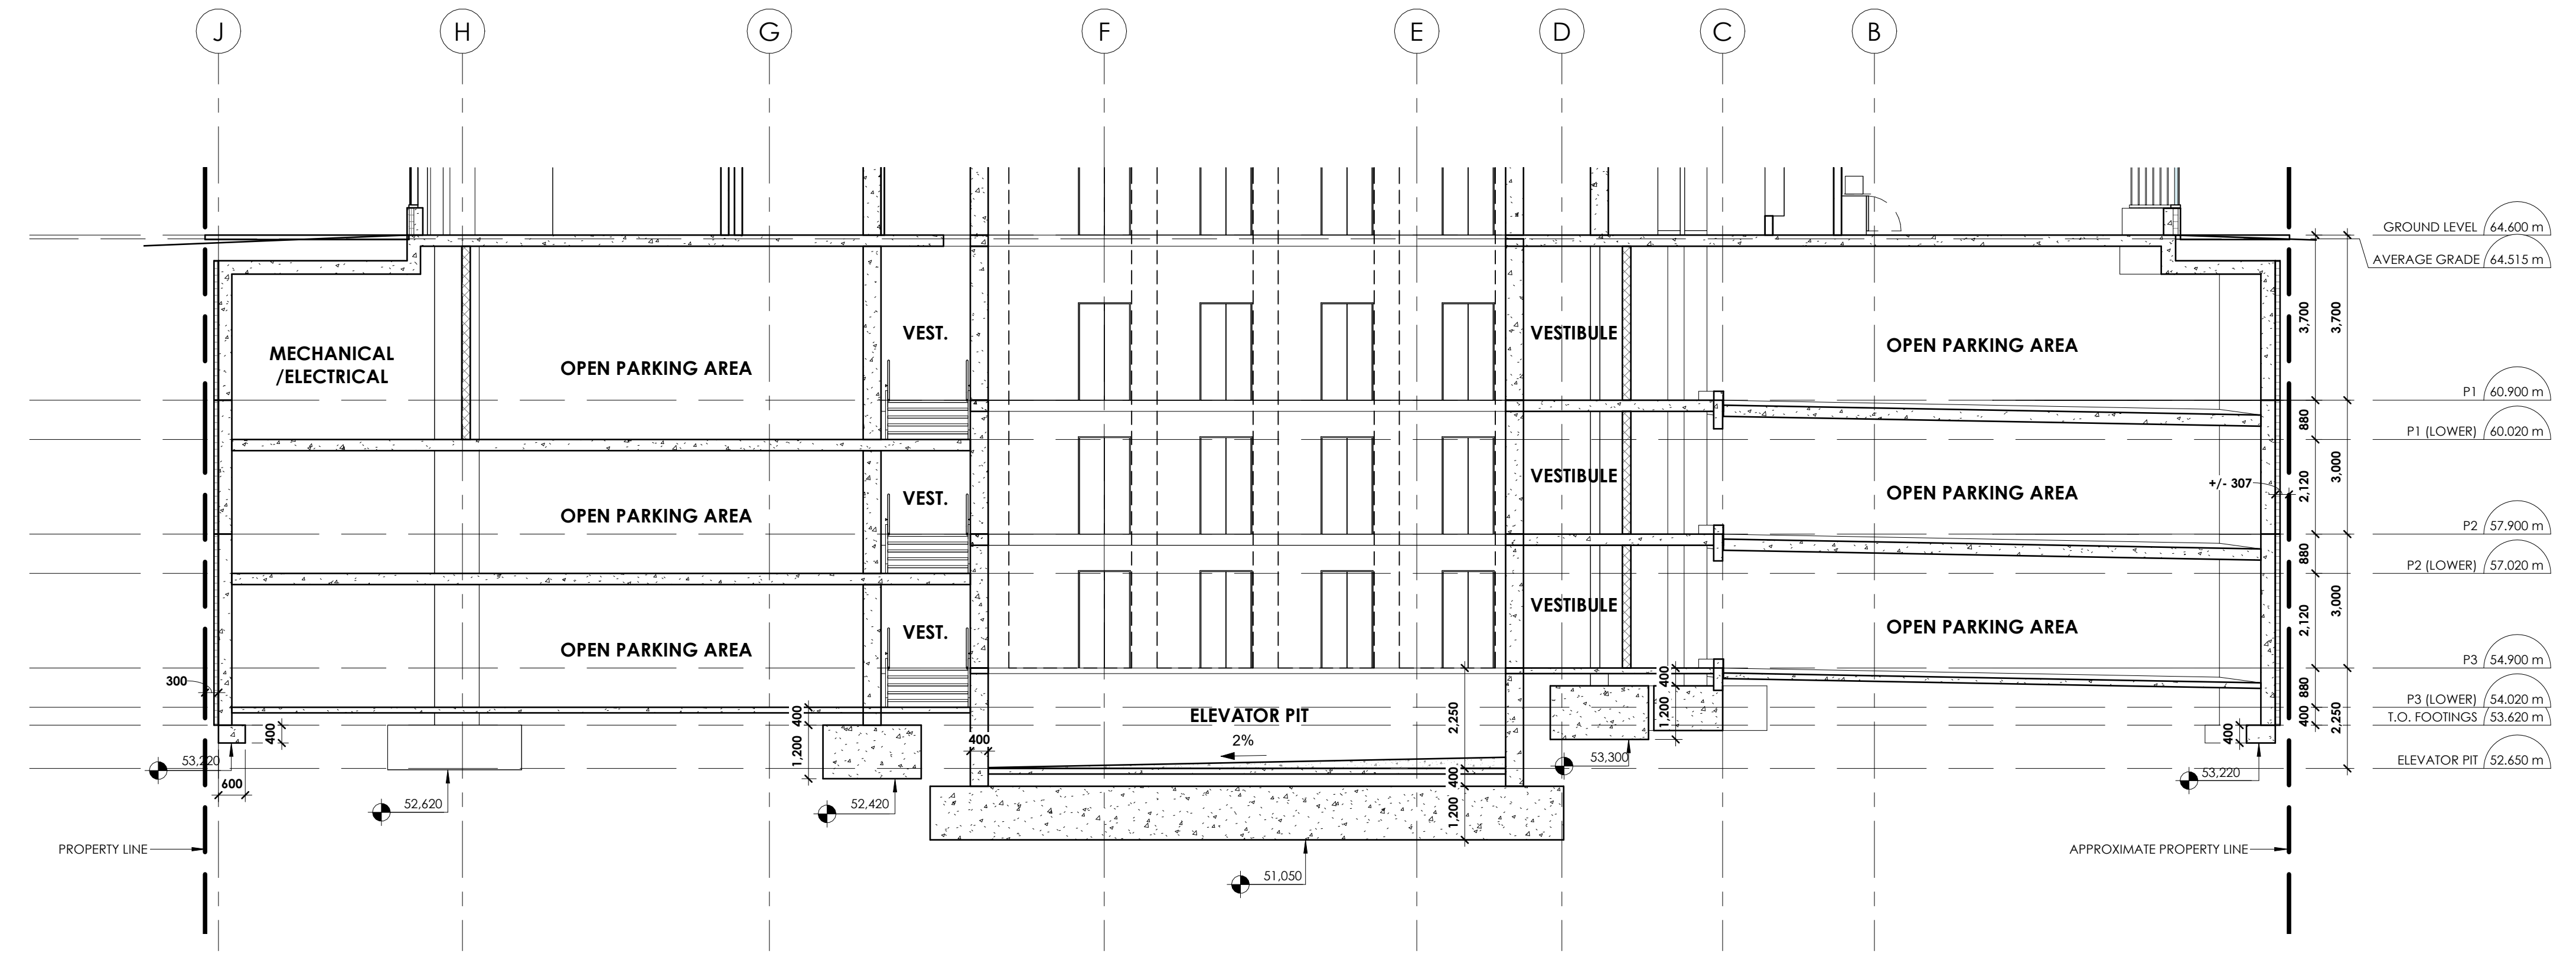 J H G F E D C B
GROUND LEVEL 64.600 m
AVERAGE GRADE 64.515 m
3,700 3,700
VEST. VESTIBULE
MECHANICAL
/ELECTRICAL
OPEN PARKING AREA OPEN PARKING AREA
P1 60.900 m
880
P1 (LOWER) 60.020 m
VESTIBULE
3,000
+/- 307 2,120
VEST. OPEN PARKING AREA
OPEN PARKING AREA
P2 57.900 m
880
P2 (LOWER) 57.020 m
VESTIBULE
3,000
2,120
VEST. OPEN PARKING AREA
OPEN PARKING AREA
P3 54.900 m
300 400
880
P3 (LOWER) 54.020 m
400 ELEVATOR PIT 2,250 1,200 400 2,250
T.O. FOOTINGS 53.620 m
400 1,200 400 2% 400
53,220 53,300 53,220
ELEVATOR PIT 52.650 m
600 400
52,620 52,420 1,200
PROPERTY LINE APPROXIMATE PROPERTY LINE
51,050